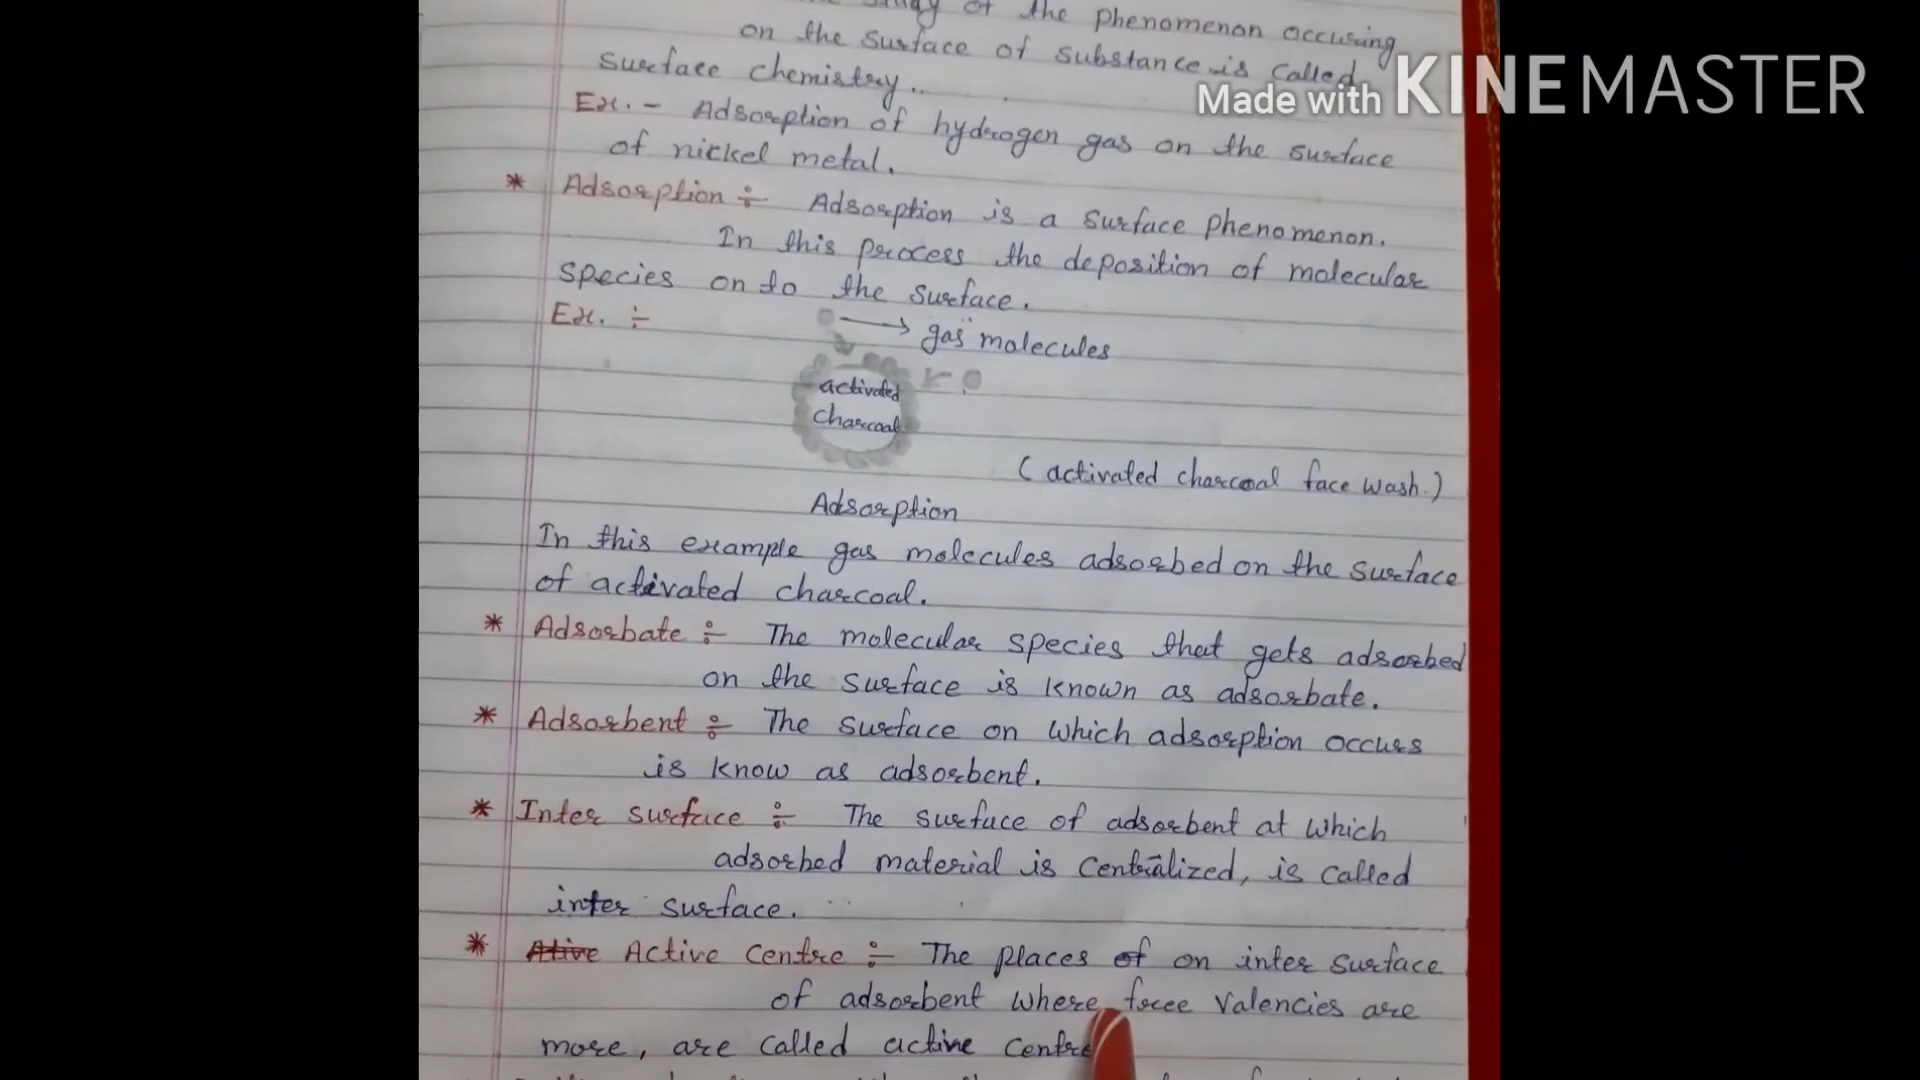 study of the phenomenon occuring
on the surface of substance is called
surface chemistry..
Made with KINEMASTER
Ex. - Adsorption of hydrogen gas on the surface
of nickel metal.
* Adsorption ÷ Adsorption is a surface phenomenon.
In this process the deposition of molecular
species on to the surface.
Ex. ÷
→ gas molecules
activated
charcoal
(activated charcoal face wash.)
Adsorption
In this example gas molecules adsorbed on the surface
of activated charcoal.
* Adsorbate ÷ The molecular species that gets adsorbed
on the surface is known as adsorbate.
* Adsorbent ÷ The surface on which adsorption occurs
is know as adsorbent.
* Inter surface ÷ The surface of adsorbent at which
adsorbed material is centralized, is called
inter surface.
* Ative Active Centre ÷ The places of on inter surface
of adsorbent where free valencies are
more, are called active centre